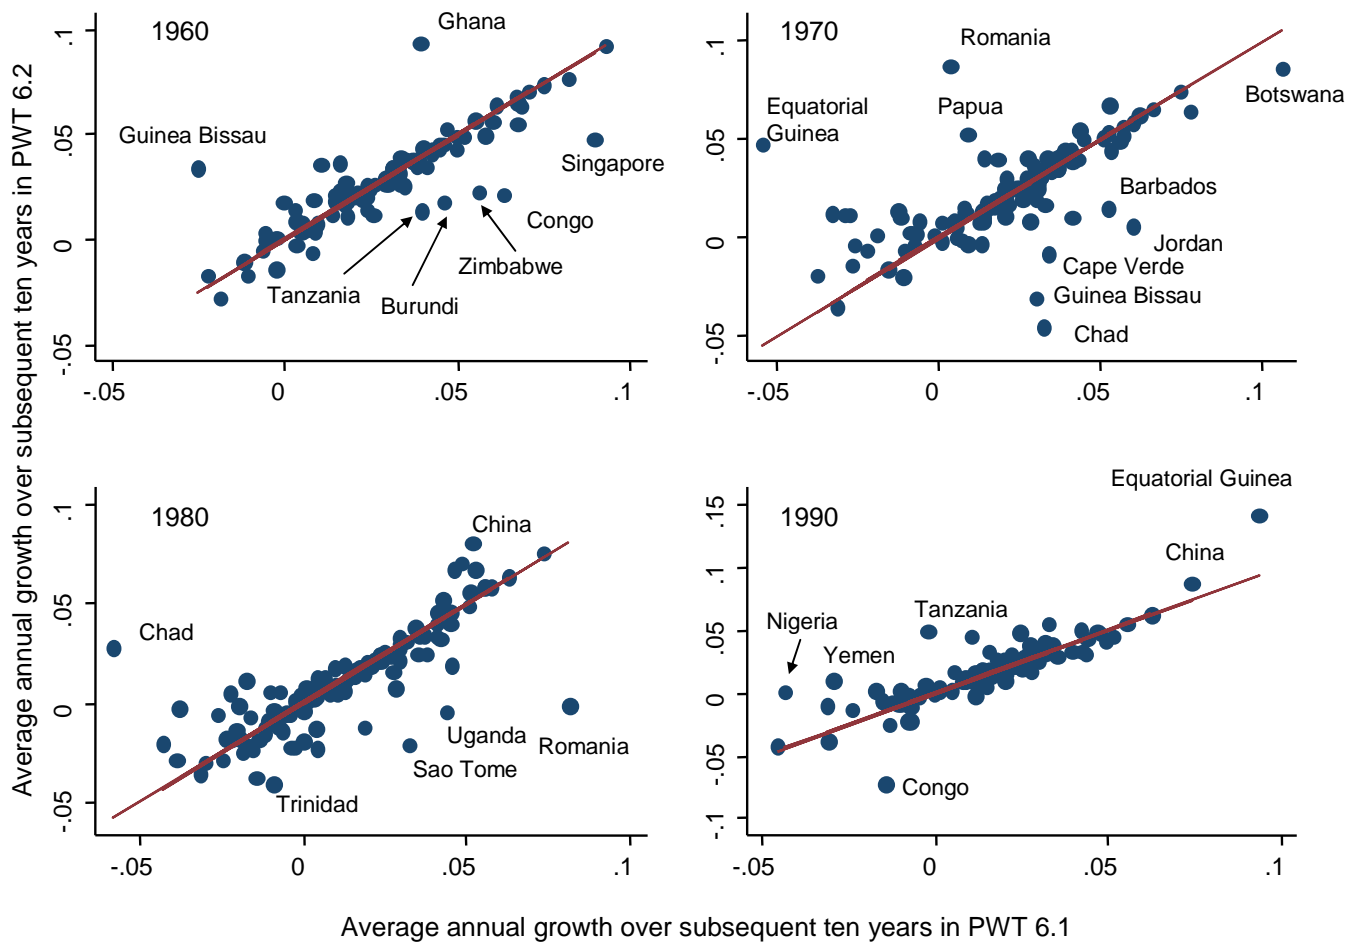 Average annual growth over subsequent ten years in PWT 6.2
1960
Ghana
Guinea Bissau
Singapore
Congo
Zimbabwe
Tanzania
Burundi
.1
.05
0
-.05
-.05
0
.05
.1
1970
Romania
Papua
Equatorial
Guinea
Botswana
Barbados
Jordan
Cape Verde
Guinea Bissau
Chad
.1
.05
0
-.05
-.05
0
.05
.1
1980
China
Chad
Uganda
Romania
Sao Tome
Trinidad
.1
.05
0
-.05
-.05
0
.05
.1
1990
Equatorial Guinea
China
Tanzania
Nigeria
Yemen
Congo
.15
.1
.05
0
-.05
-.1
-.05
0
.05
.1
Average annual growth over subsequent ten years in PWT 6.1